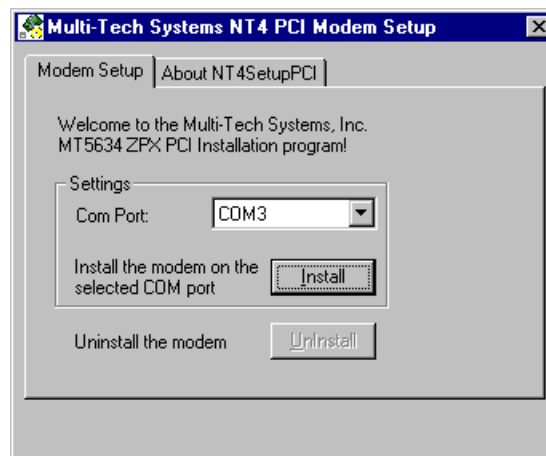 Multi-Tech Systems NT4 PCI Modem Setup
Modem Setup
About NT4SetupPCI
Welcome to the Multi-Tech Systems, Inc.
MT5634 ZPX PCI Installation program!
Settings
Com Port:
COM3
Install the modem on the
selected COM port
Install
Uninstall the modem
UnInstall